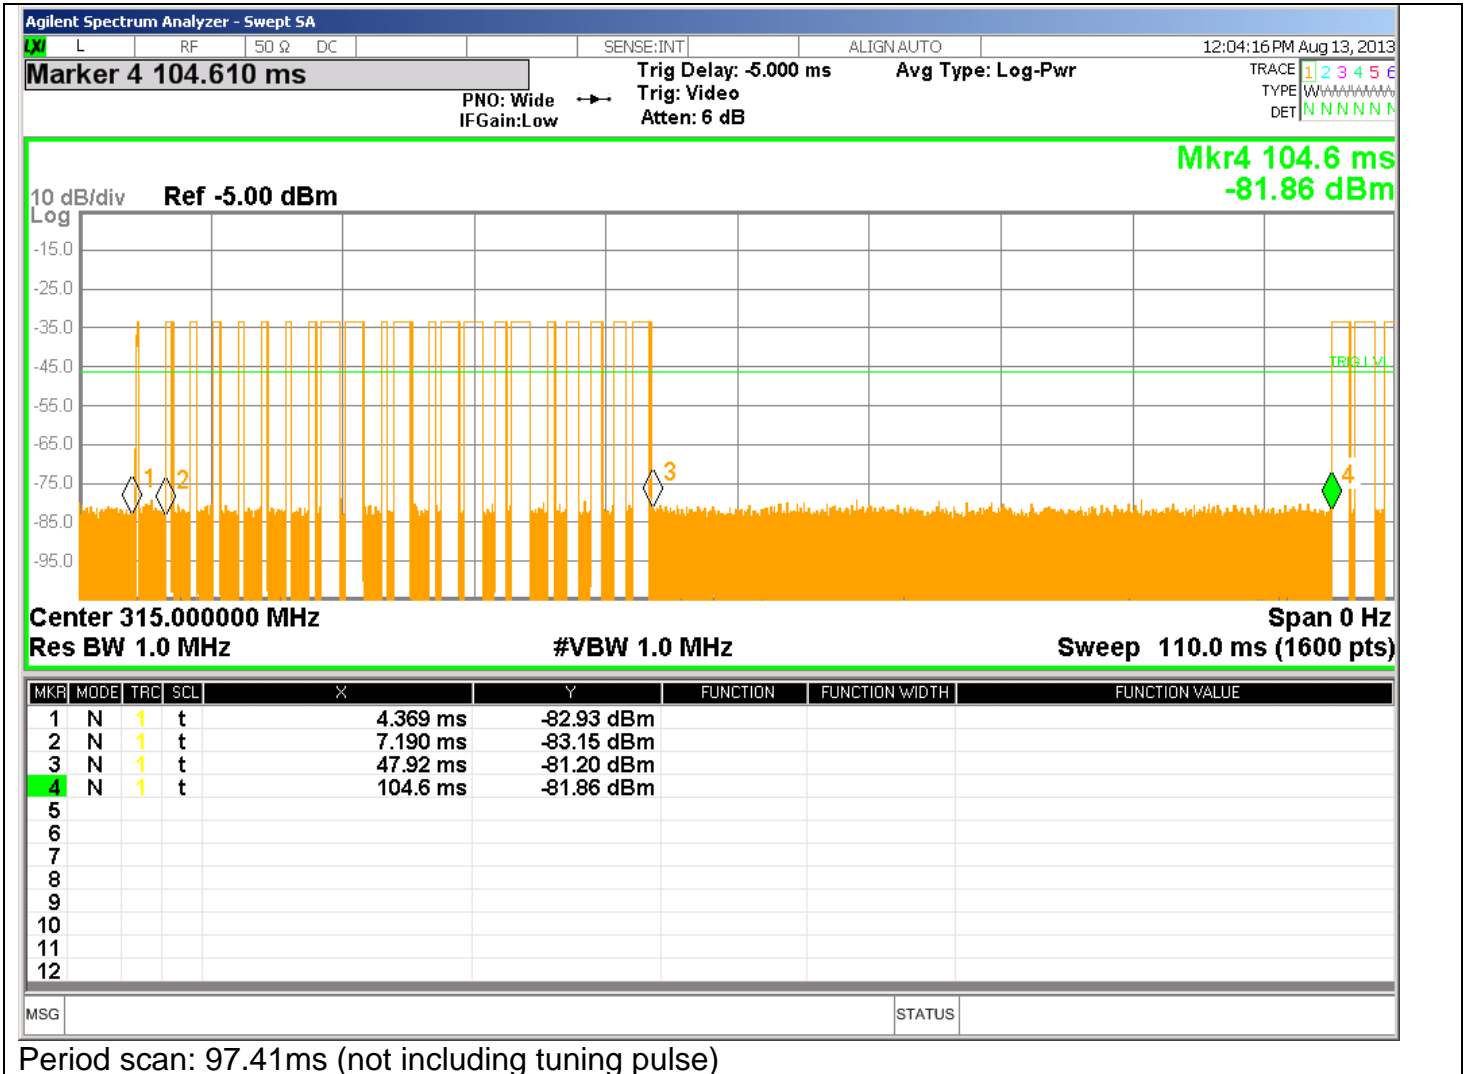 Agilent Spectrum Analyzer - Swept SA
LXI L RF 50 Ω DC SENSE:INT ALIGN AUTO 12:04:16 PM Aug 13, 2013
Marker 4 104.610 ms
PNO: Wide
IFGain:Low
Trig Delay: -5.000 ms
Trig: Video
Atten: 6 dB
Avg Type: Log-Pwr
TRACE 1 2 3 4 5 6
TYPE W
DET N N N N N N
Mkr4 104.6 ms
-81.86 dBm
10 dB/div Ref -5.00 dBm
Log
-15.0
-25.0
-35.0
-45.0
TRIG LVL
-55.0
-65.0
-75.0
-85.0
-95.0
1 2 3 4
Center 315.000000 MHz Span 0 Hz
Res BW 1.0 MHz #VBW 1.0 MHz Sweep 110.0 ms (1600 pts)
MKR MODE TRC SCL X Y FUNCTION FUNCTION WIDTH FUNCTION VALUE
1 N 1 t 4.369 ms -82.93 dBm
2 N 1 t 7.190 ms -83.15 dBm
3 N 1 t 47.92 ms -81.20 dBm
4 N 1 t 104.6 ms -81.86 dBm
5
6
7
8
9
10
11
12
MSG STATUS
Period scan: 97.41ms (not including tuning pulse)